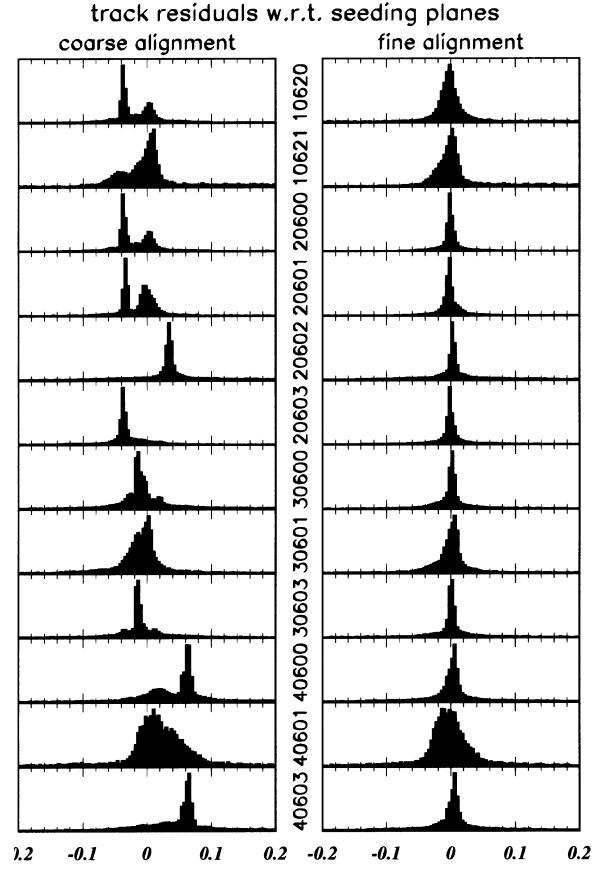 track residuals w.r.t. seeding planes
coarse alignment
fine alignment
10620
10621
20600
20601
20602
20603
30600
30601
30603
40600
40601
40603
).2 -0.1 0 0.1 0.2
-0.2 -0.1 0 0.1 0.2